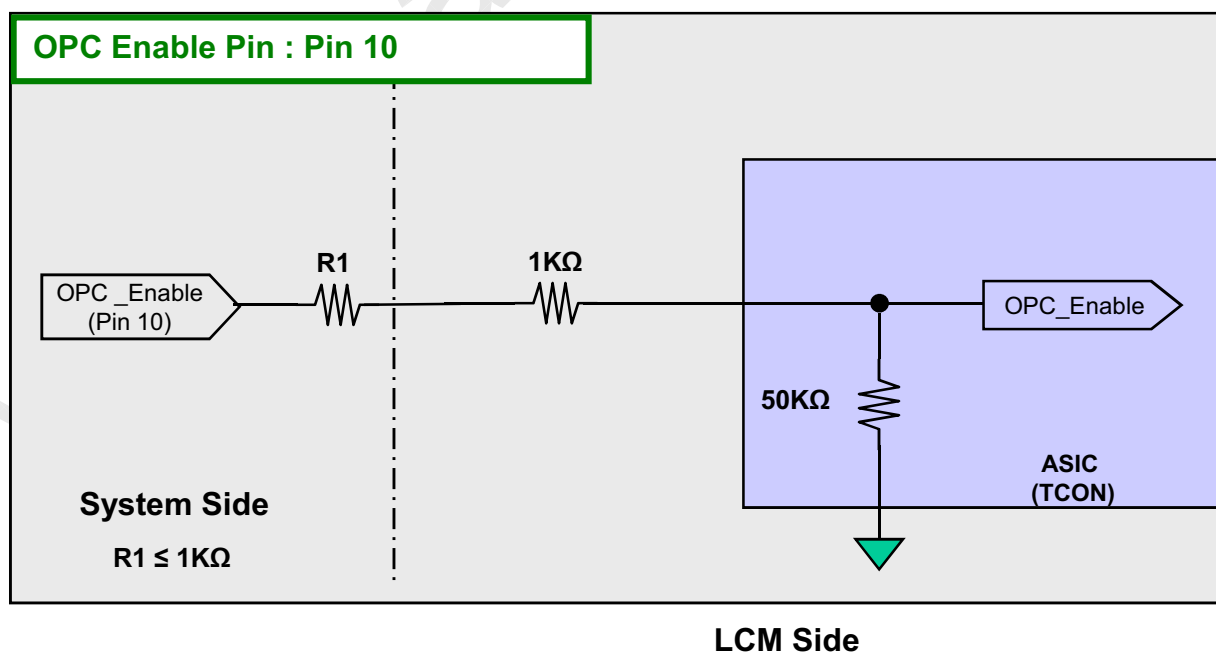 OPC Enable Pin : Pin 10
R1
1KΩ
OPC _Enable
(Pin 10)
OPC_Enable
50KΩ
ASIC
(TCON)
System Side
R1 ≤ 1KΩ
LCM Side